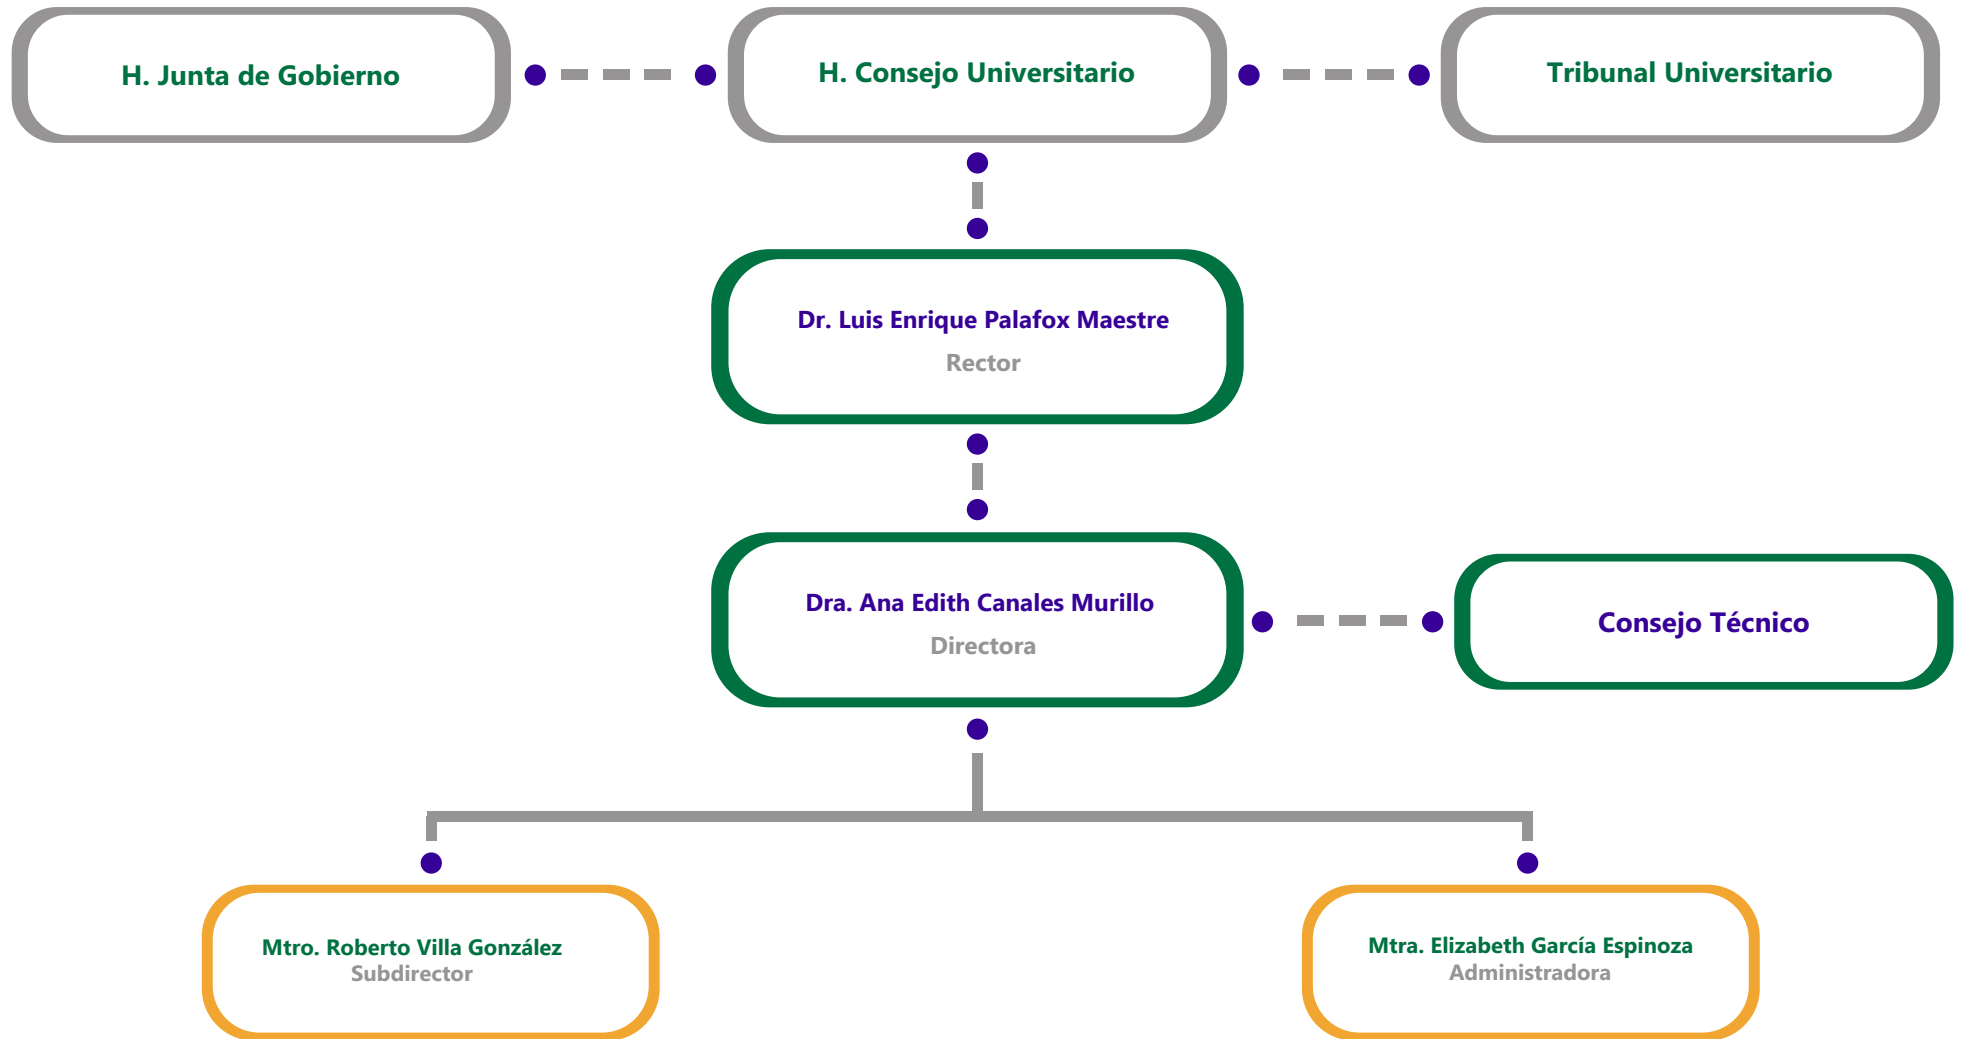 H. Junta de Gobierno
H. Consejo Universitario
Tribunal Universitario
Dr. Luis Enrique Palafox Maestre
Rector
Dra. Ana Edith Canales Murillo
Directora
Consejo Técnico
Mtro. Roberto Villa González
Subdirector
Mtra. Elizabeth García Espinoza
Administradora